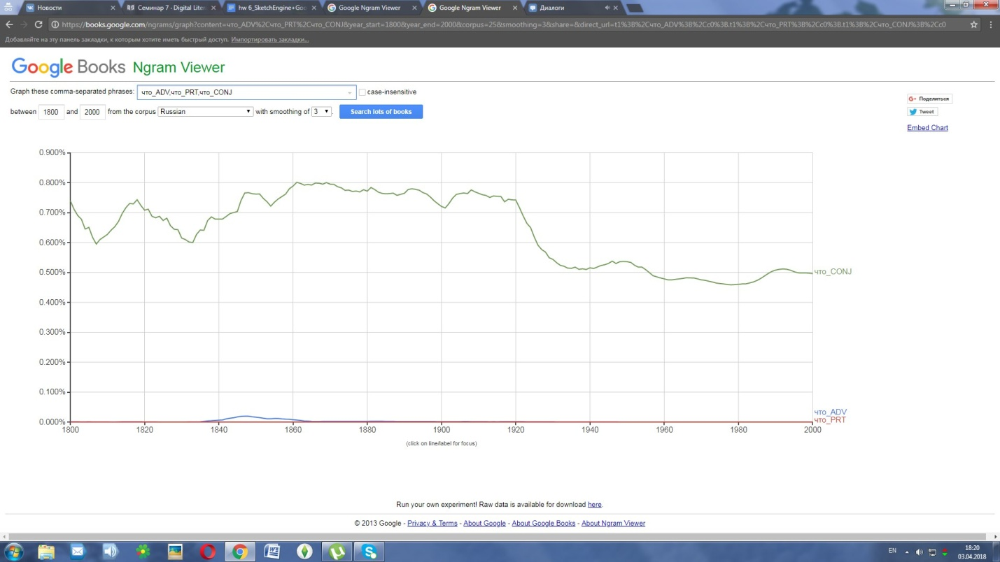 Новости
Семинар 7 · Digital Liter
hw 6_SketchEngine+Goo
Google Ngram Viewer
Google Ngram Viewer
Диалоги
https://books.google.com/ngrams/graph?content=что_ADV%2Cчто_PRT%2Cчто_CONJ&year_start=1800&year_end=2000&corpus=25&smoothing=3&share=&direct_url=t1%3B%2Cчто_ADV%3B%2Cc0%3B.t1%3B%2Cчто_PRT%3B%2Cc0%3B.t1%3B%2Cчто_CONJ%3B%2Cc0
Добавляйте на эту панель закладки, к которым хотите иметь быстрый доступ. Импортировать закладки...
Google Books Ngram Viewer
Graph these comma-separated phrases: что_ADV,что_PRT,что_CONJ case-insensitive
between 1800 and 2000 from the corpus Russian with smoothing of 3 . Search lots of books
G+ Поделиться
Tweet
Embed Chart
0.900%
0.800%
0.700%
0.600%
0.500%
0.400%
0.300%
0.200%
0.100%
0.000%
что_CONJ
что_ADV
что_PRT
1800 1820 1840 1860 1880 1900 1920 1940 1960 1980 2000
(click on line/label for focus)
Run your own experiment! Raw data is available for download here.
© 2013 Google - Privacy & Terms - About Google - About Google Books - About Ngram Viewer
EN
18:20
03.04.2018